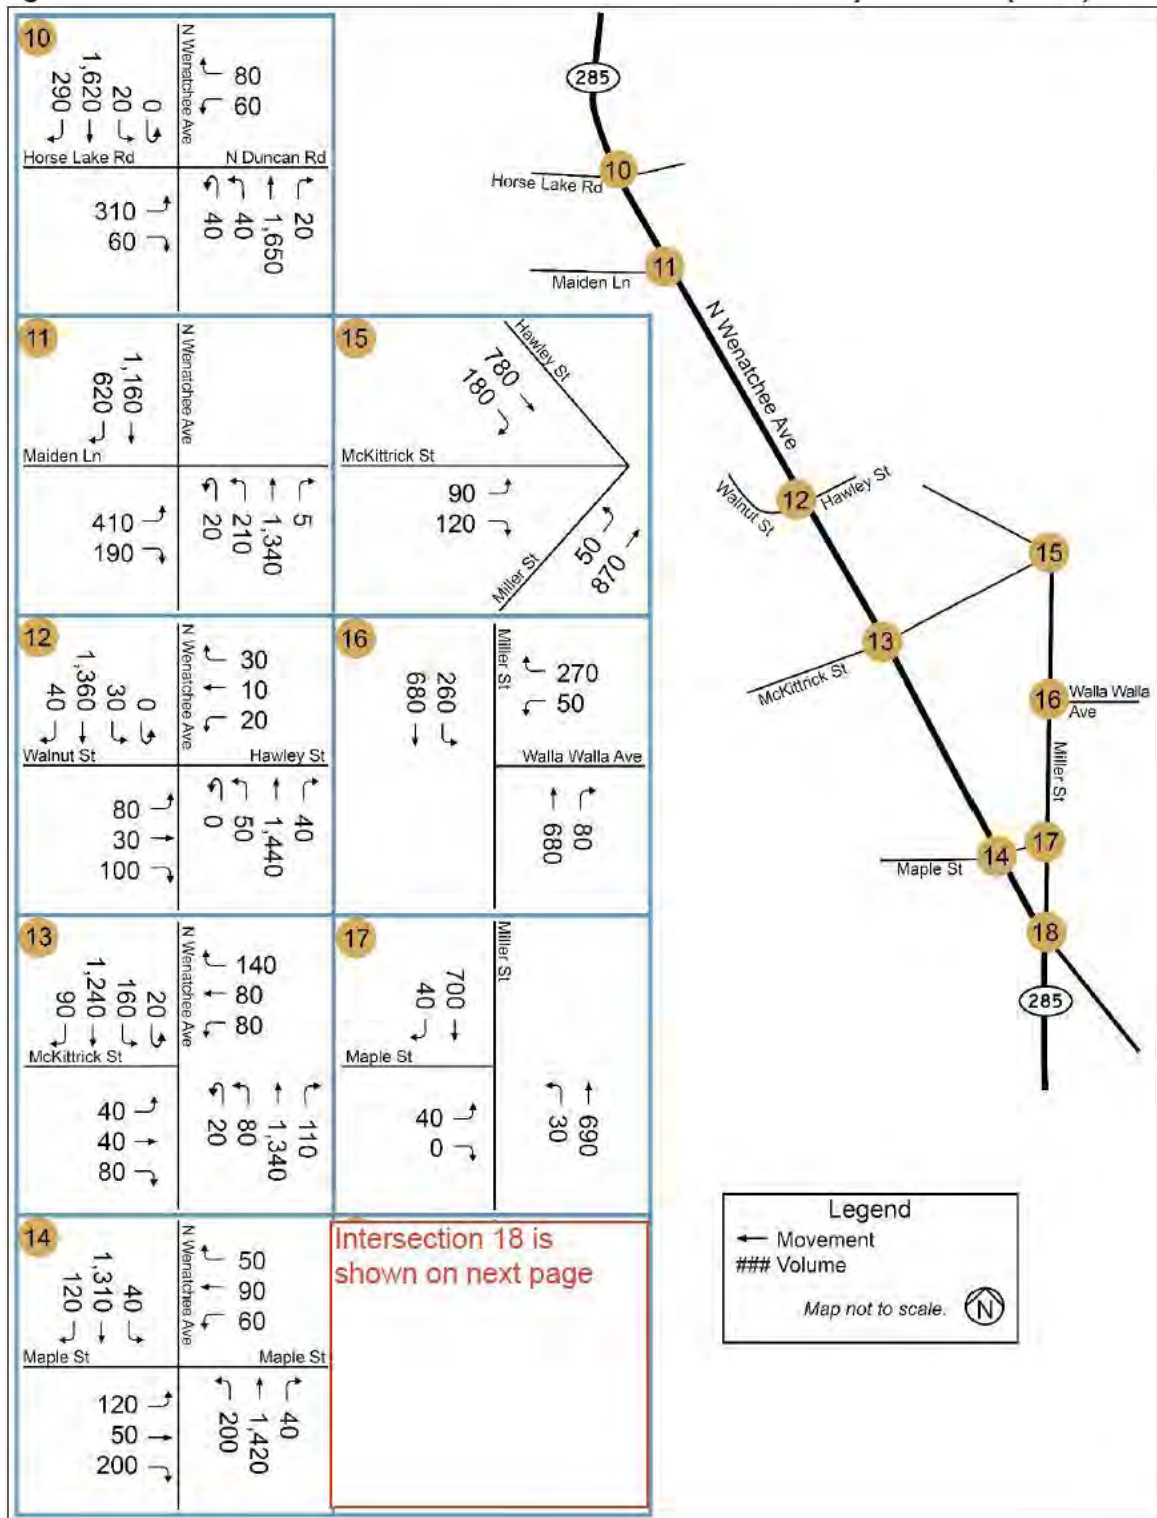 10
N Wenatchee Ave
80
60
1,620
290
20
0
Horse Lake Rd
N Duncan Rd
310
60
40
40
1,650
20
11
N Wenatchee Ave
1,160
620
Maiden Ln
410
190
20
210
1,340
5
12
N Wenatchee Ave
30
10
20
40
1,360
30
0
Walnut St
Hawley St
80
30
100
0
50
1,440
40
13
N Wenatchee Ave
140
80
80
90
1,240
160
20
McKittrick St
40
40
80
20
80
1,340
110
14
N Wenatchee Ave
50
90
60
120
1,310
40
Maple St
Maple St
120
50
200
200
1,420
40
15
Hawley St
780
180
McKittrick St
90
120
Miller St
50
870
16
Miller St
270
50
680
260
Walla Walla Ave
680
80
17
Miller St
700
40
Maple St
40
0
30
690
Intersection 18 is
shown on next page
285
10
Horse Lake Rd
11
Maiden Ln
N Wenatchee Ave
12
Walnut St
Hawley St
15
13
McKittrick St
16
Walla Walla
Ave
Miller St
17
14
Maple St
18
285
Legend
Movement
### Volume
Map not to scale.
N